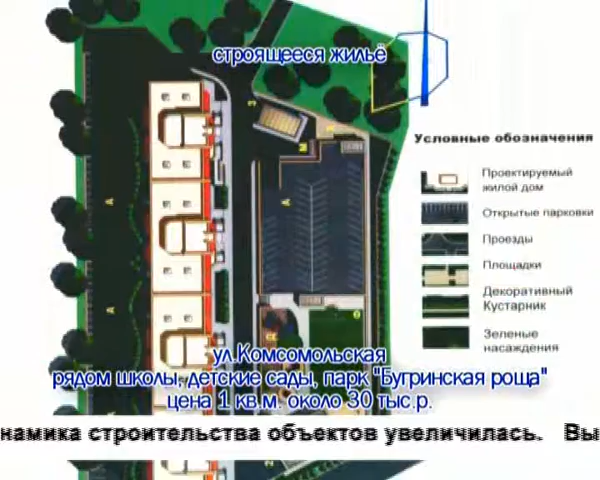 строящееся жильё
Условные обозначения
Проектируемый
жилой дом
Открытые парковки
Проезды
Площадки
Декоративный
Кустарник
Зеленые
насаждения
ул.Комсомольская
рядом школы, детские сады, парк "Бугринская роща"
цена 1 кв.м. около 30 тыс.р.
намика строительства объектов увеличилась. Вы